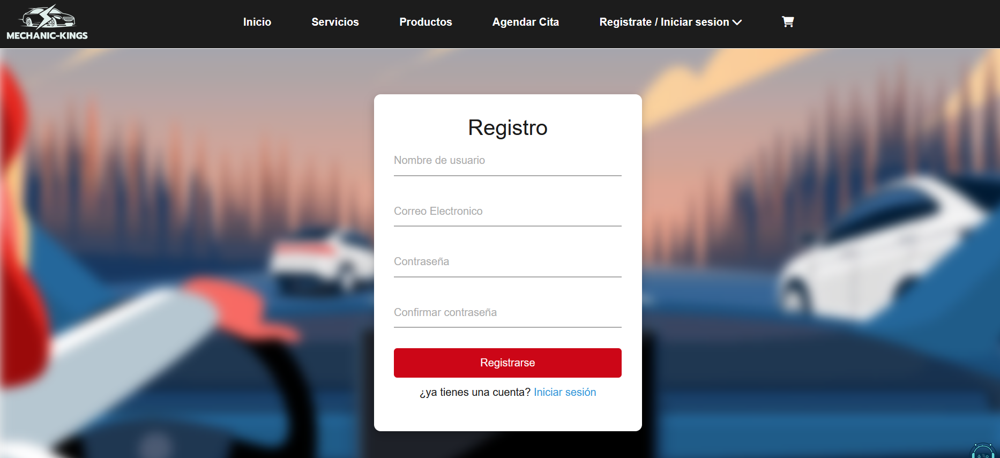 MECHANIC-KINGS
Inicio Servicios Productos Agendar Cita Registrate / Iniciar sesion
Registro
Nombre de usuario
Correo Electronico
Contraseña
Confirmar contraseña
Registrarse
¿ya tienes una cuenta? Iniciar sesión